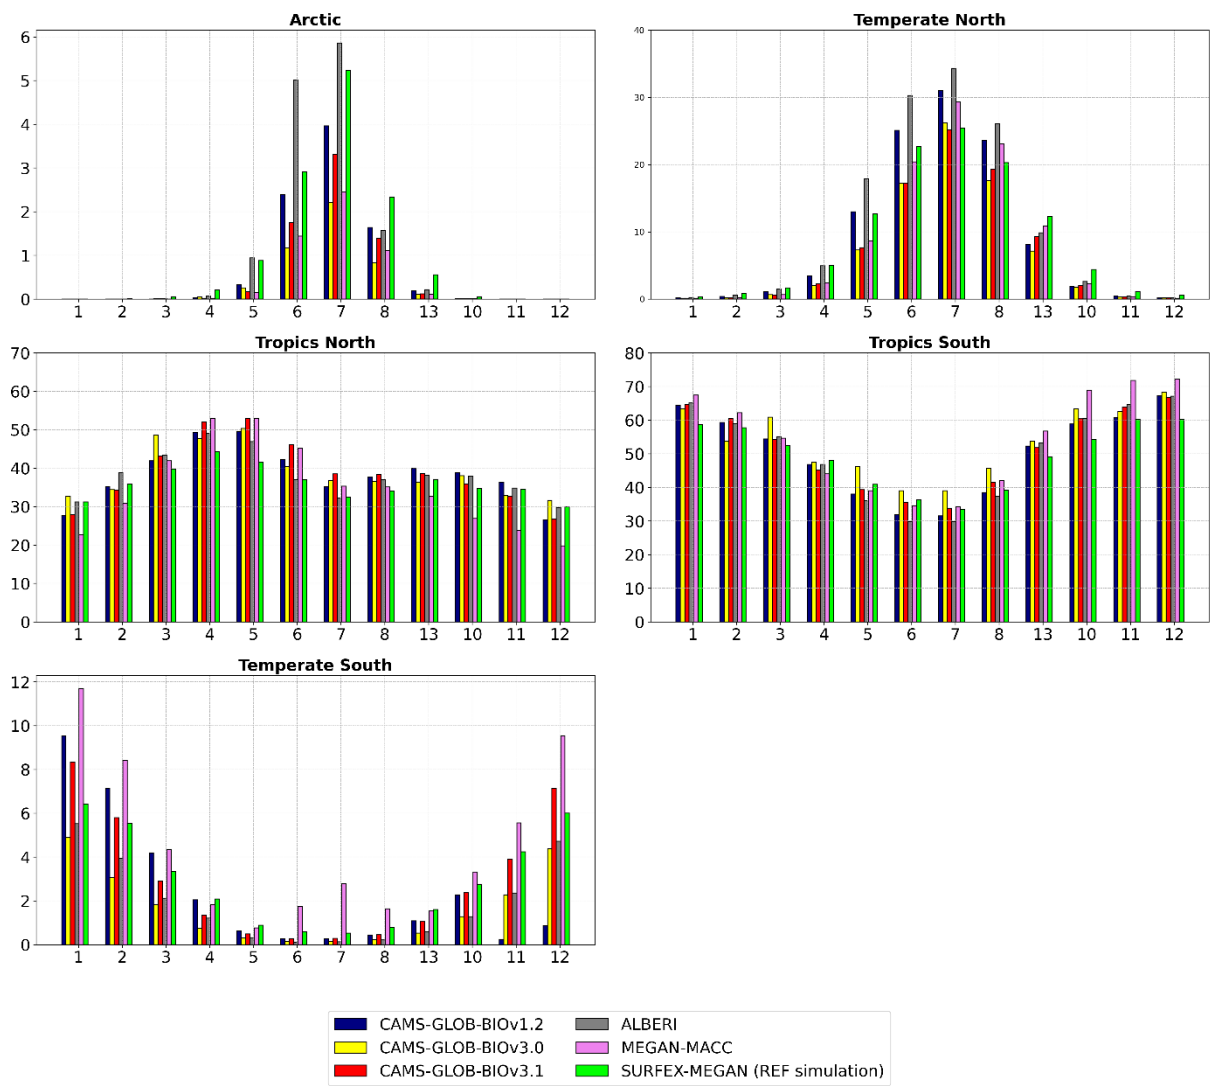 Arctic
6
5
4
3
2
1
0
1 2 3 4 5 6 7 8 13 10 11 12
Temperate North
40
30
20
10
0
1 2 3 4 5 6 7 8 13 10 11 12
Tropics North
70
60
50
40
30
20
10
0
1 2 3 4 5 6 7 8 13 10 11 12
Tropics South
80
70
60
50
40
30
20
10
0
1 2 3 4 5 6 7 8 13 10 11 12
Temperate South
12
10
8
6
4
2
0
1 2 3 4 5 6 7 8 13 10 11 12
CAMS-GLOB-BIOv1.2
CAMS-GLOB-BIOv3.0
CAMS-GLOB-BIOv3.1
ALBERI
MEGAN-MACC
SURFEX-MEGAN (REF simulation)